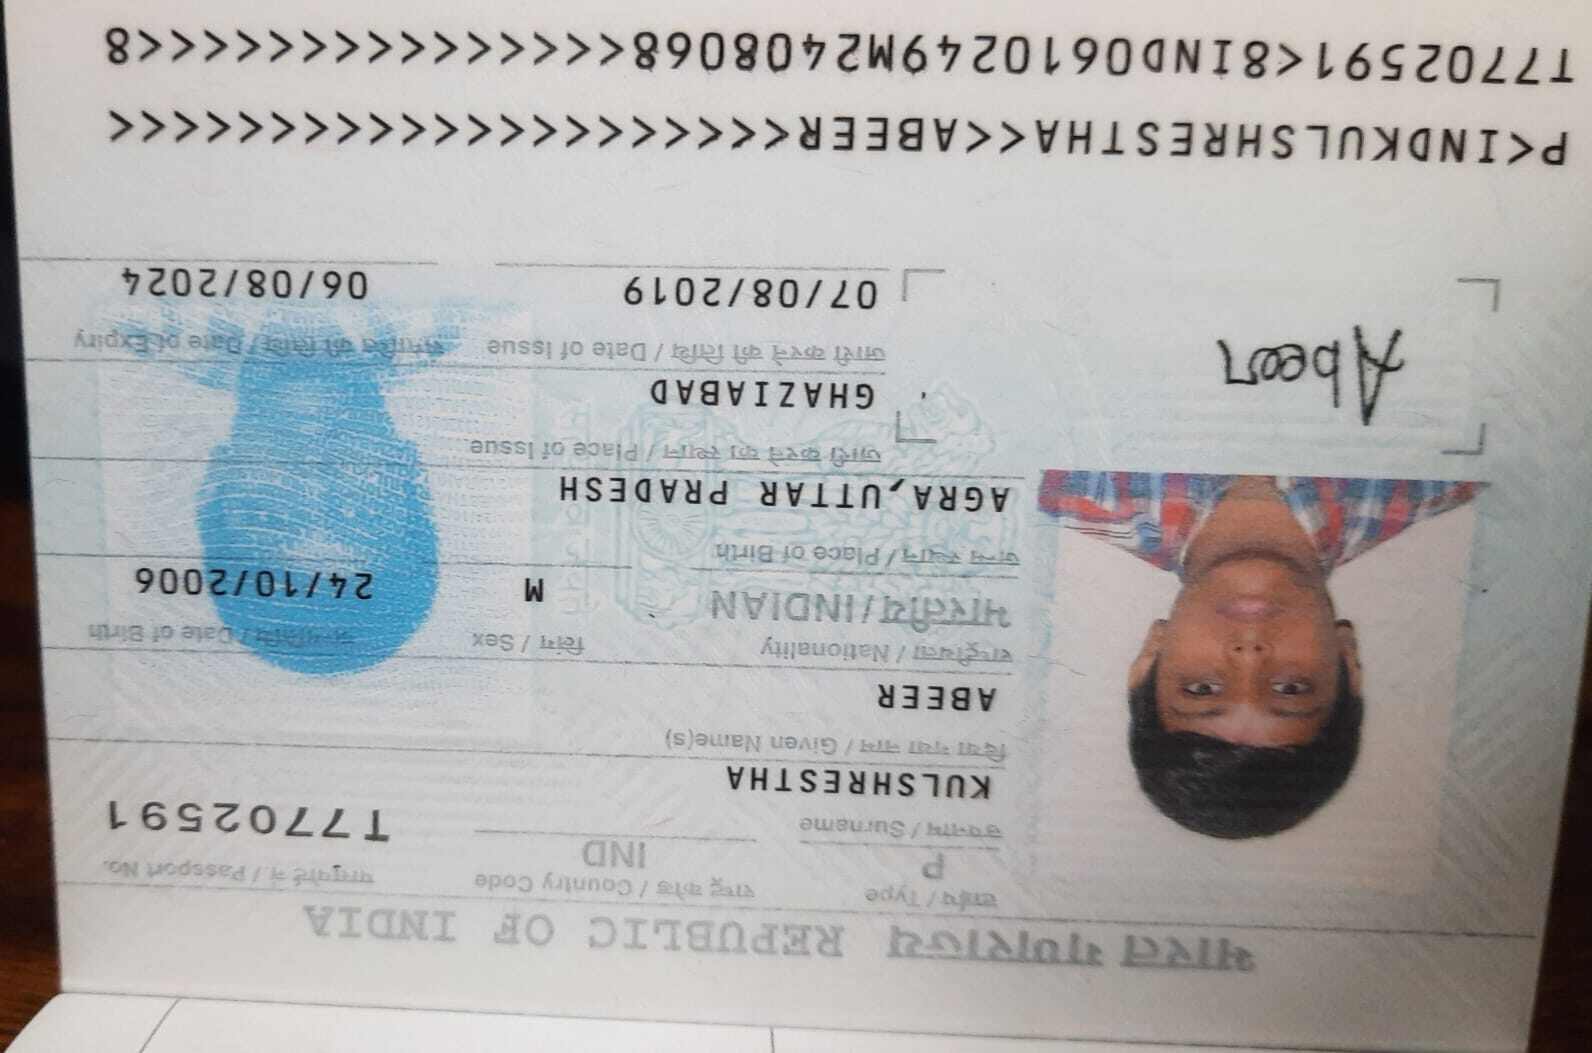 भारत गणराज्य REPUBLIC OF INDIA
टाईप / Type
राष्ट्र कोड / Country Code
पासपोर्ट नं. / Passport No.
P
IND
T7702591
उपनाम / Surname
KULSHRESTHA
दिया गया नाम / Given Name(s)
ABEER
राष्ट्रीयता / Nationality
लिंग / Sex
जन्मतिथि / Date of Birth
भारतीय/INDIAN
M
24/10/2006
जन्म स्थान / Place of Birth
AGRA,UTTAR PRADESH
जारी करने का स्थान / Place of Issue
GHAZIABAD
जारी करने की तिथि / Date of Issue
समाप्ति की तिथि / Date of Expiry
07/08/2019
06/08/2024
Abeer
P<INDKULSHRESTHA<<ABEER<<<<<<<<<<<<<<<<<<<<<
T7702591<8IND0610249M2408068<<<<<<<<<<<<<<<8